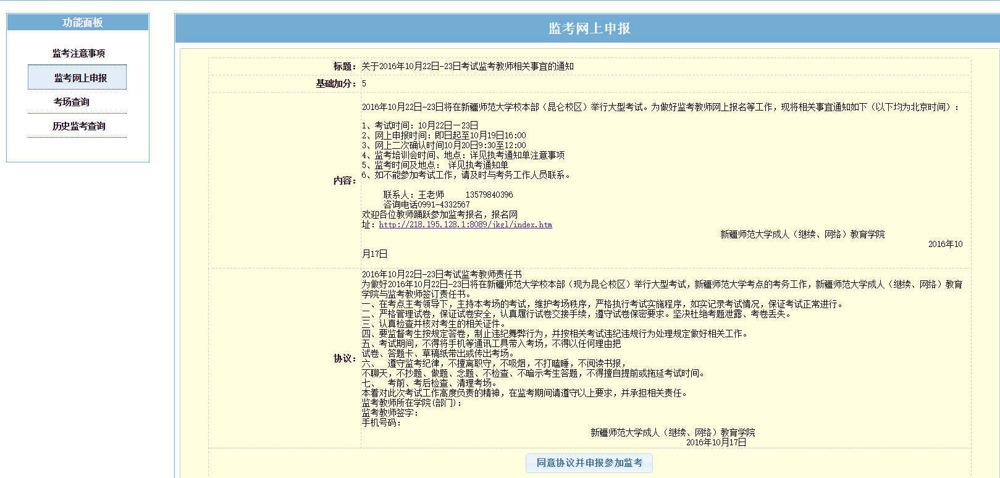 功能面板
监考注意事项
监考网上申报
考场查询
历史监考查询
监考网上申报
标题：关于2016年10月22日-23日考试监考教师相关事宜的通知
基础加分：5
内容：
2016年10月22日-23日将在新疆师范大学校本部（昆仑校区）举行大型考试。为做好监考教师网上报名等工作，现将相关事宜通知如下（以下均为北京时间）：
1、考试时间：10月22日—23日
2、网上申报时间：即日起至10月19日16:00
3、网上二次确认时间10月20日9:30至12:00
4、监考培训会时间、地点：详见执考通知单注意事项
5、监考时间及地点： 详见执考通知单
6、如不能参加考试工作，请及时与考务工作人员联系。
联系人：王老师 13579840396
咨询电话0991-4332567
欢迎各位教师踊跃参加监考报名，报名网
址：http://218.195.128.1:8089/jkgl/index.htm
新疆师范大学成人（继续、网络）教育学院
2016年10
月17日
协议：
2016年10月22日-23日考试监考教师责任书
为做好2016年10月22日-23日将在新疆师范大学校本部（现为昆仑校区）举行大型考试，新疆师范大学考点的考务工作，新疆师范大学成人（继续、网络）教育
学院与监考教师签订责任书。
一、在考点主考领导下，主持本考场的考试，维护考场秩序，严格执行考试实施程序，如实记录考试情况，保证考试正常进行。
二、严格管理试卷，保证试卷安全，认真履行试卷交接手续，遵守试卷保密要求。坚决杜绝考题泄露、考卷丢失。
三、认真检查并核对考生的相关证件。
四、要监督考生按规定答卷，制止违纪舞弊行为，并按相关考试违纪违规行为处理规定做好相关工作。
五、考试期间，不得将手机等通讯工具带入考场，不得以任何理由把
试卷、答题卡、草稿纸带出或传出考场。
六、 遵守监考纪律，不擅离职守，不吸烟，不打瞌睡，不阅读书报，
不聊天，不抄题、做题、念题、不检查、不暗示考生答题，不得擅自提前或拖延考试时间。
七、 考前、考后检查、清理考场。
本着对此次考试工作高度负责的精神，在监考期间请遵守以上要求，并承担相关责任。
监考教师所在学院(部门)：
监考教师签字：
手机号码：
新疆师范大学成人（继续、网络）教育学院
2016年10月17日
同意协议并申报参加监考